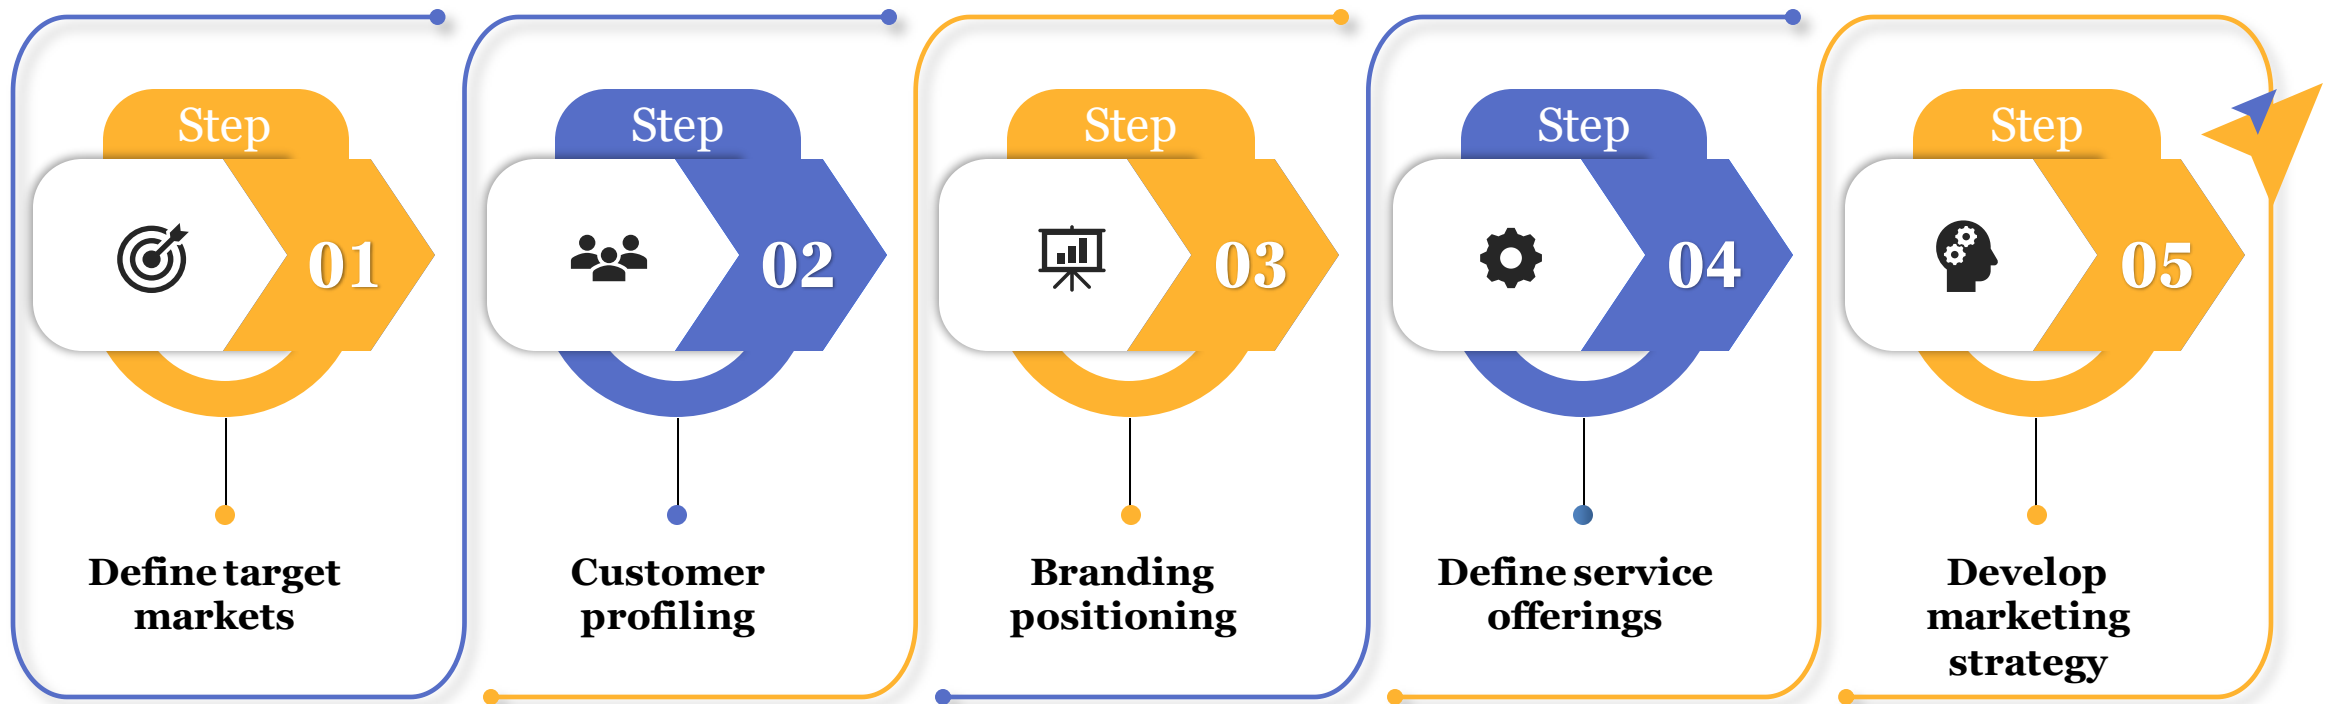 Step
01
Define target
markets
Step
02
Customer
profiling
Step
03
Branding
positioning
Step
04
Define service
offerings
Step
05
Develop
marketing
strategy